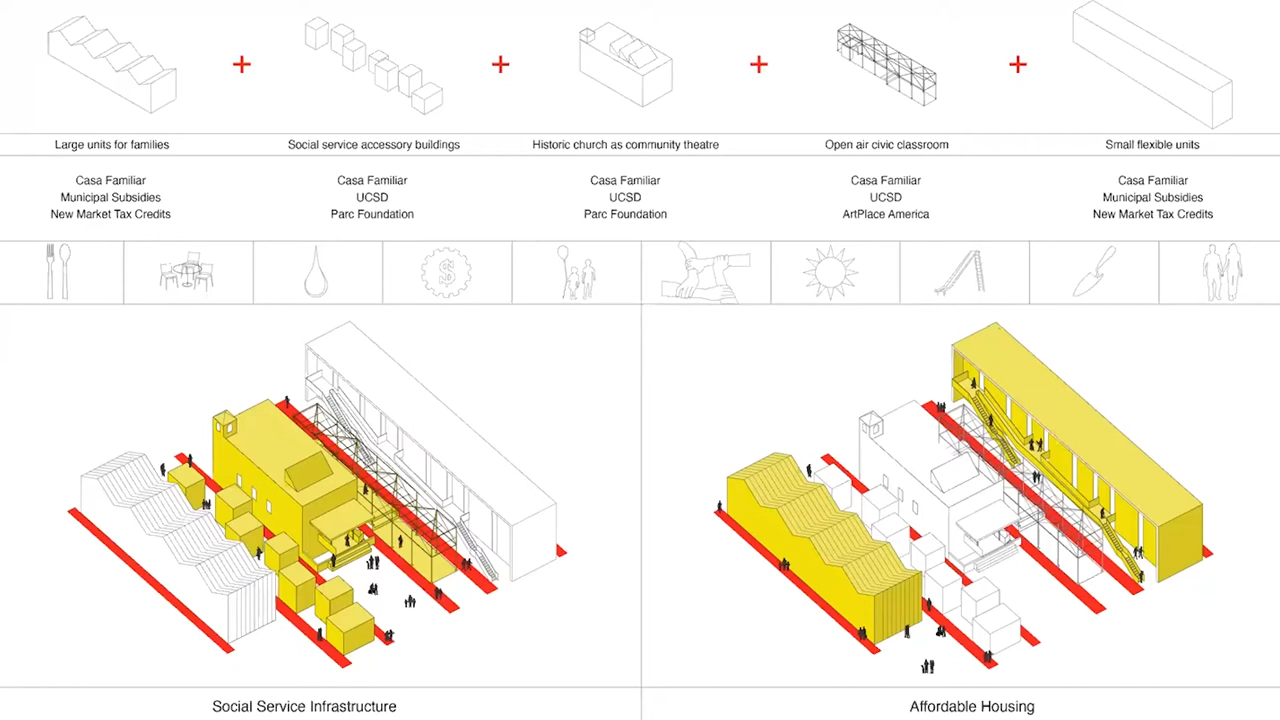 + + + +
Large units for families
Social service accessory buildings
Historic church as community theatre
Open air civic classroom
Small flexible units
Casa Familiar
Municipal Subsidies
New Market Tax Credits
Casa Familiar
UCSD
Parc Foundation
Casa Familiar
UCSD
Parc Foundation
Casa Familiar
UCSD
ArtPlace America
Casa Familiar
Municipal Subsidies
New Market Tax Credits
$
Social Service Infrastructure
Affordable Housing